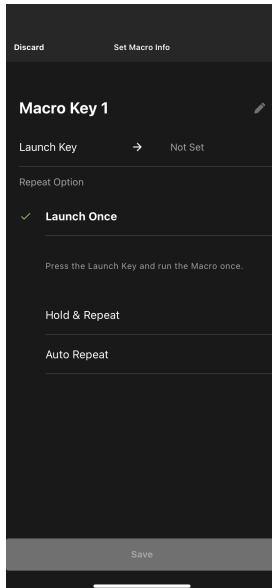 Discard Set Macro Info
Macro Key 1
Launch Key → Not Set
Repeat Option
Launch Once
Press the Launch Key and run the Macro once.
Hold & Repeat
Auto Repeat
Save